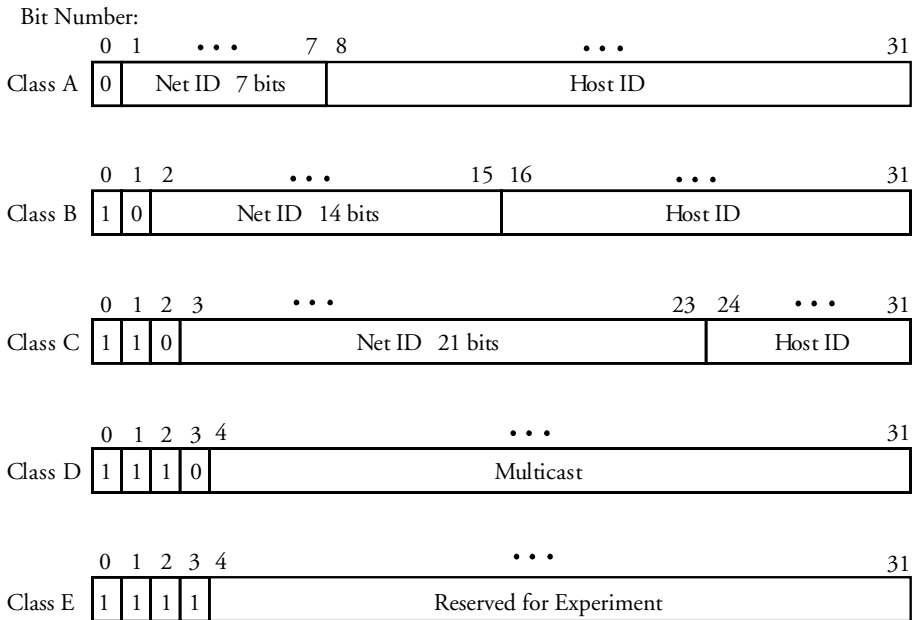 Bit Number:
0 1 • • • 7 8 • • • 31
Class A 0 Net ID 7 bits Host ID
0 1 2 • • • 15 16 • • • 31
Class B 1 0 Net ID 14 bits Host ID
0 1 2 3 • • • 23 24 • • • 31
Class C 1 1 0 Net ID 21 bits Host ID
0 1 2 3 4 • • • 31
Class D 1 1 1 0 Multicast
0 1 2 3 4 • • • 31
Class E 1 1 1 1 Reserved for Experiment